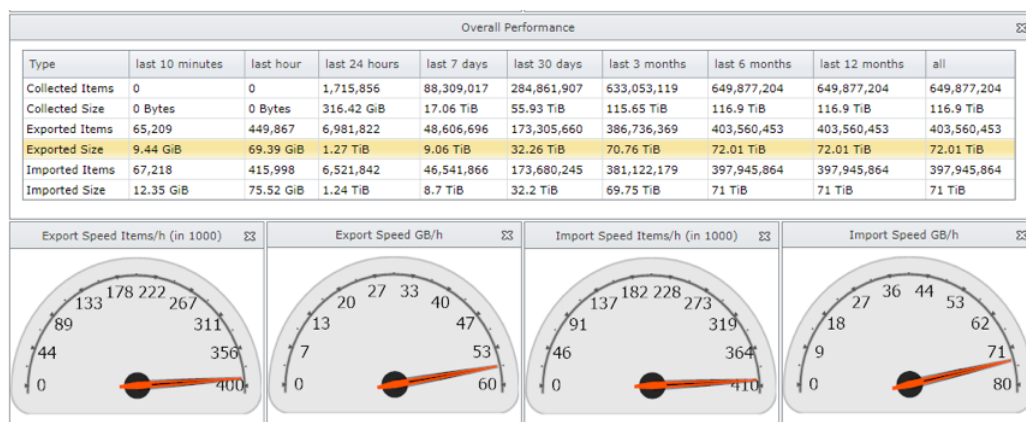 Overall Performance
Type last 10 minutes last hour last 24 hours last 7 days last 30 days last 3 months last 6 months last 12 months all
Collected Items 0 0 1,715,856 88,309,017 284,861,907 633,053,119 649,877,204 649,877,204 649,877,204
Collected Size 0 Bytes 0 Bytes 316.42 GiB 17.06 TiB 55.93 TiB 115.65 TiB 116.9 TiB 116.9 TiB 116.9 TiB
Exported Items 65,209 449,867 6,981,822 48,606,696 173,305,660 386,736,369 403,560,453 403,560,453 403,560,453
Exported Size 9.44 GiB 69.39 GiB 1.27 TiB 9.06 TiB 32.26 TiB 70.76 TiB 72.01 TiB 72.01 TiB 72.01 TiB
Imported Items 67,218 415,998 6,521,842 46,541,866 173,680,245 381,122,179 397,945,864 397,945,864 397,945,864
Imported Size 12.35 GiB 75.52 GiB 1.24 TiB 8.7 TiB 32.2 TiB 69.75 TiB 71 TiB 71 TiB 71 TiB
Export Speed Items/h (in 1000)
0 44 89 133 178 222 267 311 356 400
Export Speed GB/h
0 7 13 20 27 33 40 47 53 60
Import Speed Items/h (in 1000)
0 46 91 137 182 228 273 319 364 410
Import Speed GB/h
0 9 18 27 36 44 53 62 71 80